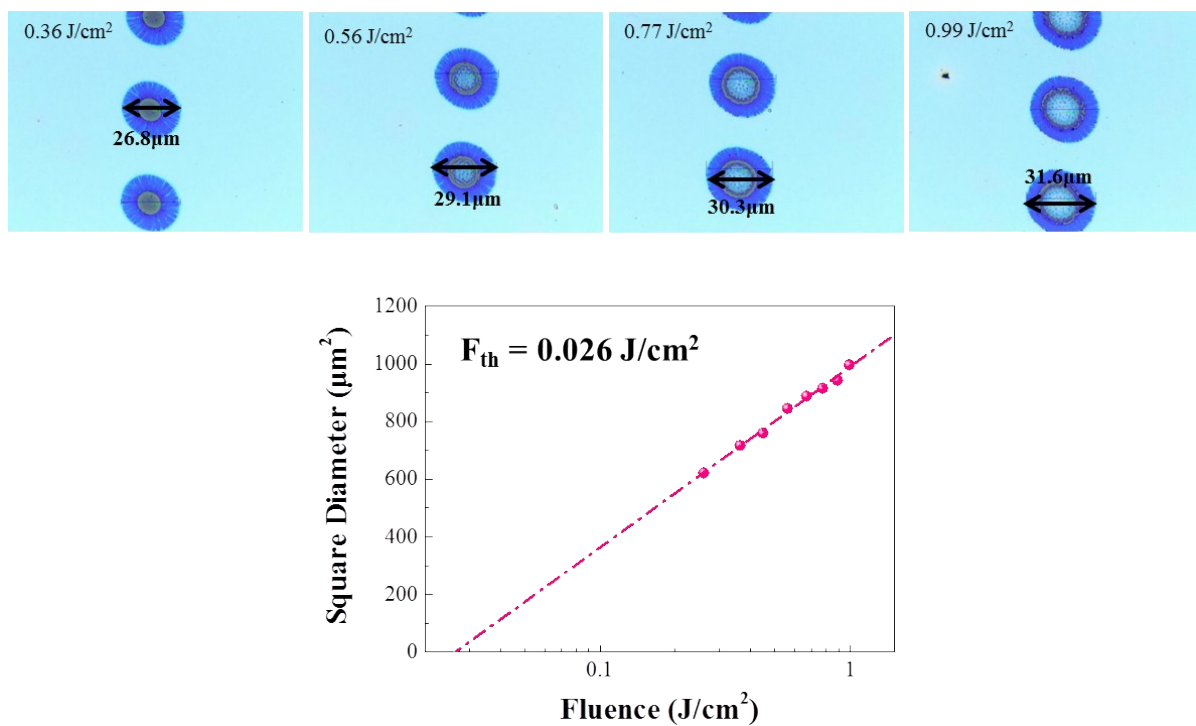 0.36 J/cm²
26.8μm
0.56 J/cm²
29.1μm
0.77 J/cm²
30.3μm
0.99 J/cm²
31.6μm
F_th = 0.026 J/cm²
Square Diameter (μm²)
1200
1000
800
600
400
200
0
0.1
1
Fluence (J/cm²)